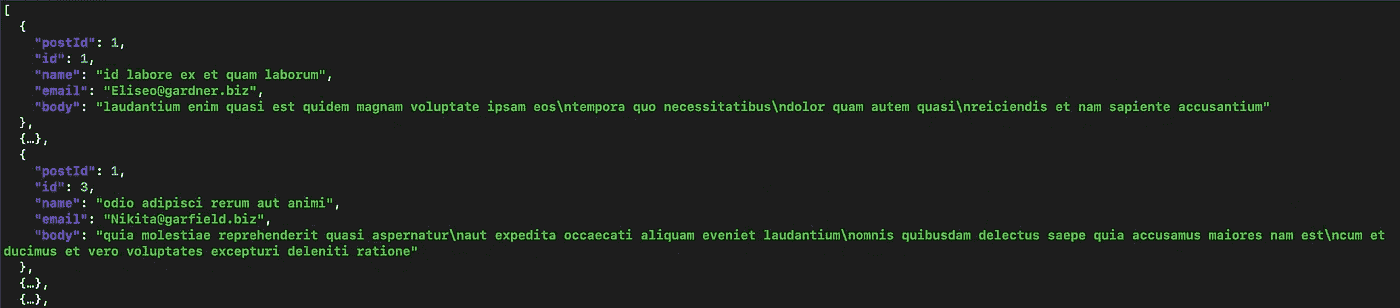 [
  {
    "postId": 1,
    "id": 1,
    "name": "id labore ex et quam laborum",
    "email": "Eliseo@gardner.biz",
    "body": "laudantium enim quasi est quidem magnam voluptate ipsam eos\ntempora quo necessitatibus\ndolor quam autem quasi\nreiciendis et nam sapiente accusantium"
  },
  {…},
  {
    "postId": 1,
    "id": 3,
    "name": "odio adipisci rerum aut animi",
    "email": "Nikita@garfield.biz",
    "body": "quia molestiae reprehenderit quasi aspernatur\naut expedita occaecati aliquam eveniet laudantium\nomnis quibusdam delectus saepe quia accusamus maiores nam est\ncum et
ducimus et vero voluptates excepturi deleniti ratione"
  },
  {…},
  {…},